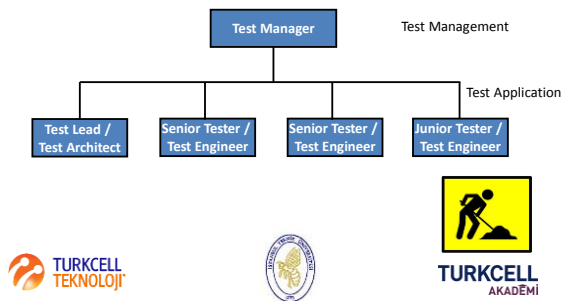 Test Manager
Test Management
Test Application
Test Lead /
Test Architect
Senior Tester /
Test Engineer
Senior Tester /
Test Engineer
Junior Tester /
Test Engineer
TURKCELL
TEKNOLOJİ
TURKCELL
AKADEMİ